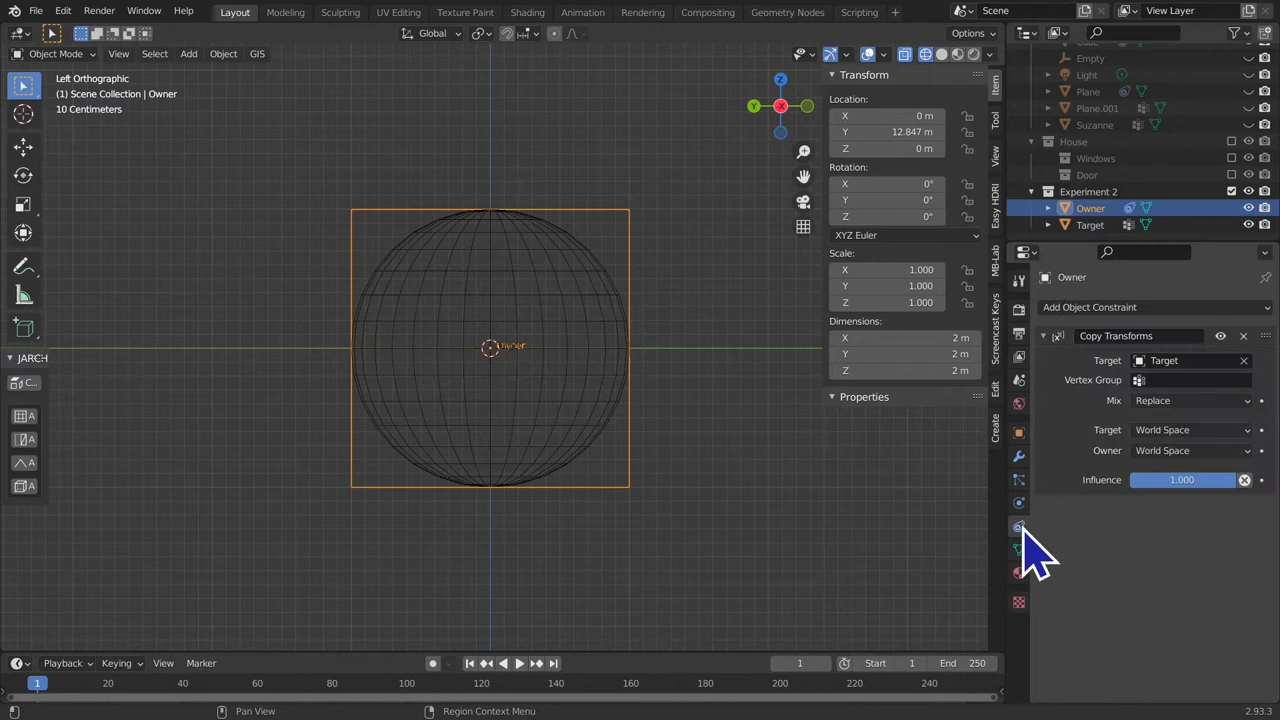 File Edit Render Window Help Layout Modeling Sculpting UV Editing Texture Paint Shading Animation Rendering Compositing Geometry Nodes Scripting Scene View Layer
Global Options
Object Mode View Select Add Object GIS
Left Orthographic
(1) Scene Collection | Owner
10 Centimeters
Z
Y
-X
Owner
JARCH
C...
A
A
A
A
Transform
Location:
X 0 m
Y 12.847 m
Z 0 m
Rotation:
X 0°
Y 0°
Z 0°
XYZ Euler
Scale:
X 1.000
Y 1.000
Z 1.000
Dimensions:
X 2 m
Y 2 m
Z 2 m
Properties
Item
Tool
View
Easy HDRI
MB-Lab
Screencast Keys
Edit
Create
Empty
Light
Plane
Plane.001
Suzanne
House
Windows
Door
Experiment 2
Owner
Target
Owner
Add Object Constraint
Copy Transforms
Target Target
Vertex Group
Mix Replace
Target World Space
Owner World Space
Influence 1.000
Playback Keying View Marker 1 Start 1 End 250
1 20 40 60 80 100 120 140 160 180 200 220 240
Pan View Region Context Menu 2.93.3